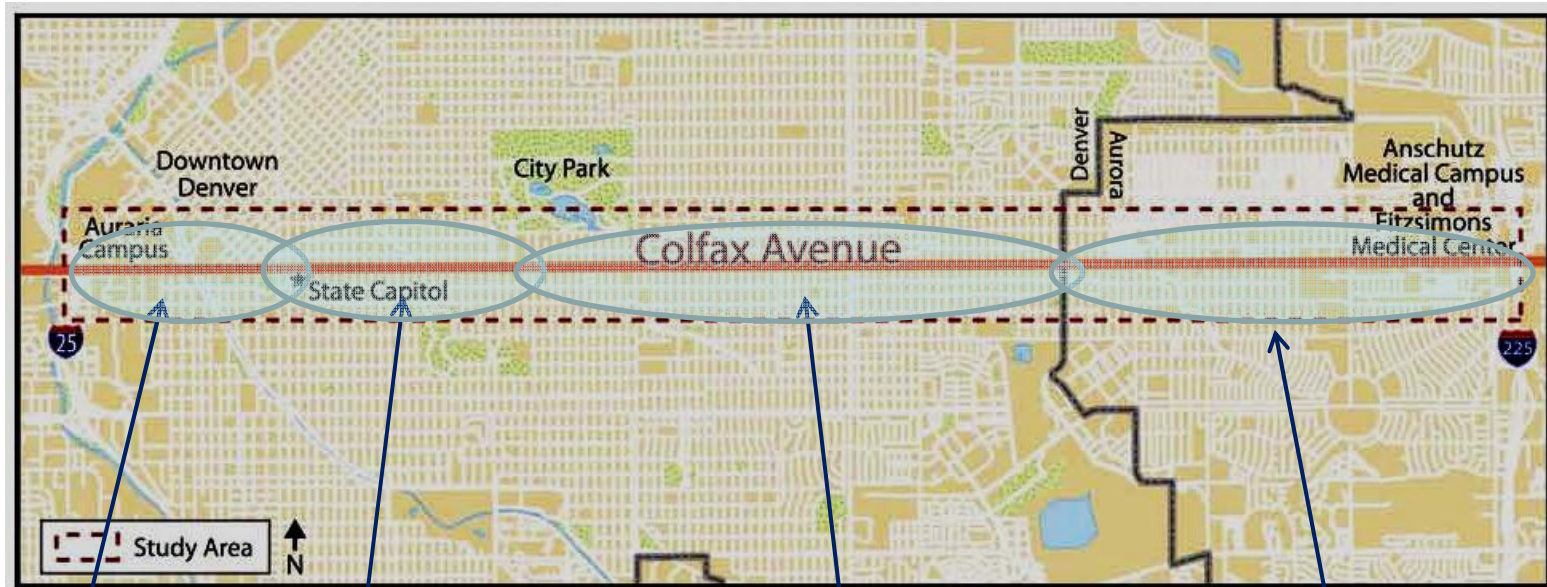 Downtown
Denver
City Park
Denver
Aurora
Anschutz
Medical Campus
and
Fitzsimons
Medical Center
Auraria
Campus
Colfax Avenue
State Capitol
25
225
Study Area
N